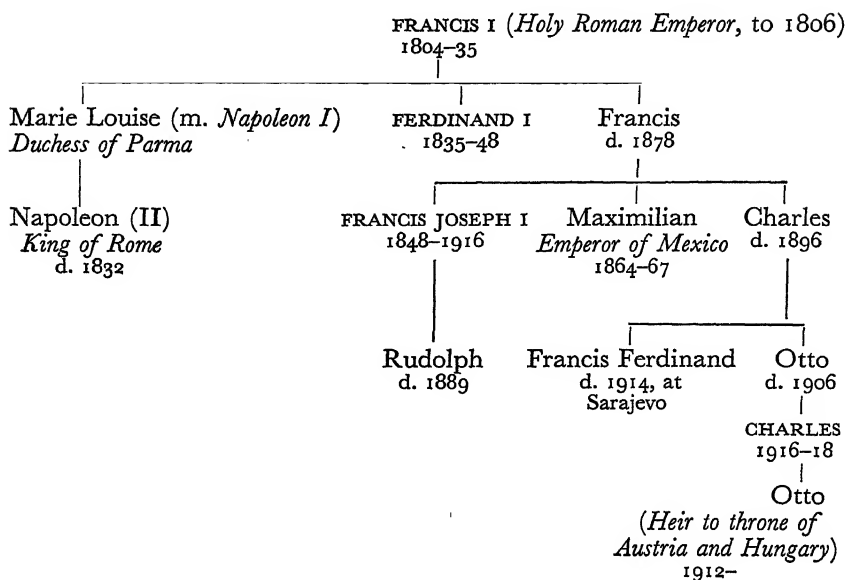 FRANCIS I (Holy Roman Emperor, to 1806)
1804–35
Marie Louise (m. Napoleon I)
Duchess of Parma
FERDINAND I
1835–48
Francis
d. 1878
Napoleon (II)
King of Rome
d. 1832
FRANCIS JOSEPH I
1848–1916
Maximilian
Emperor of Mexico
1864–67
Charles
d. 1896
Rudolph
d. 1889
Francis Ferdinand
d. 1914, at
Sarajevo
Otto
d. 1906
CHARLES
1916–18
Otto
(Heir to throne of
Austria and Hungary)
1912–